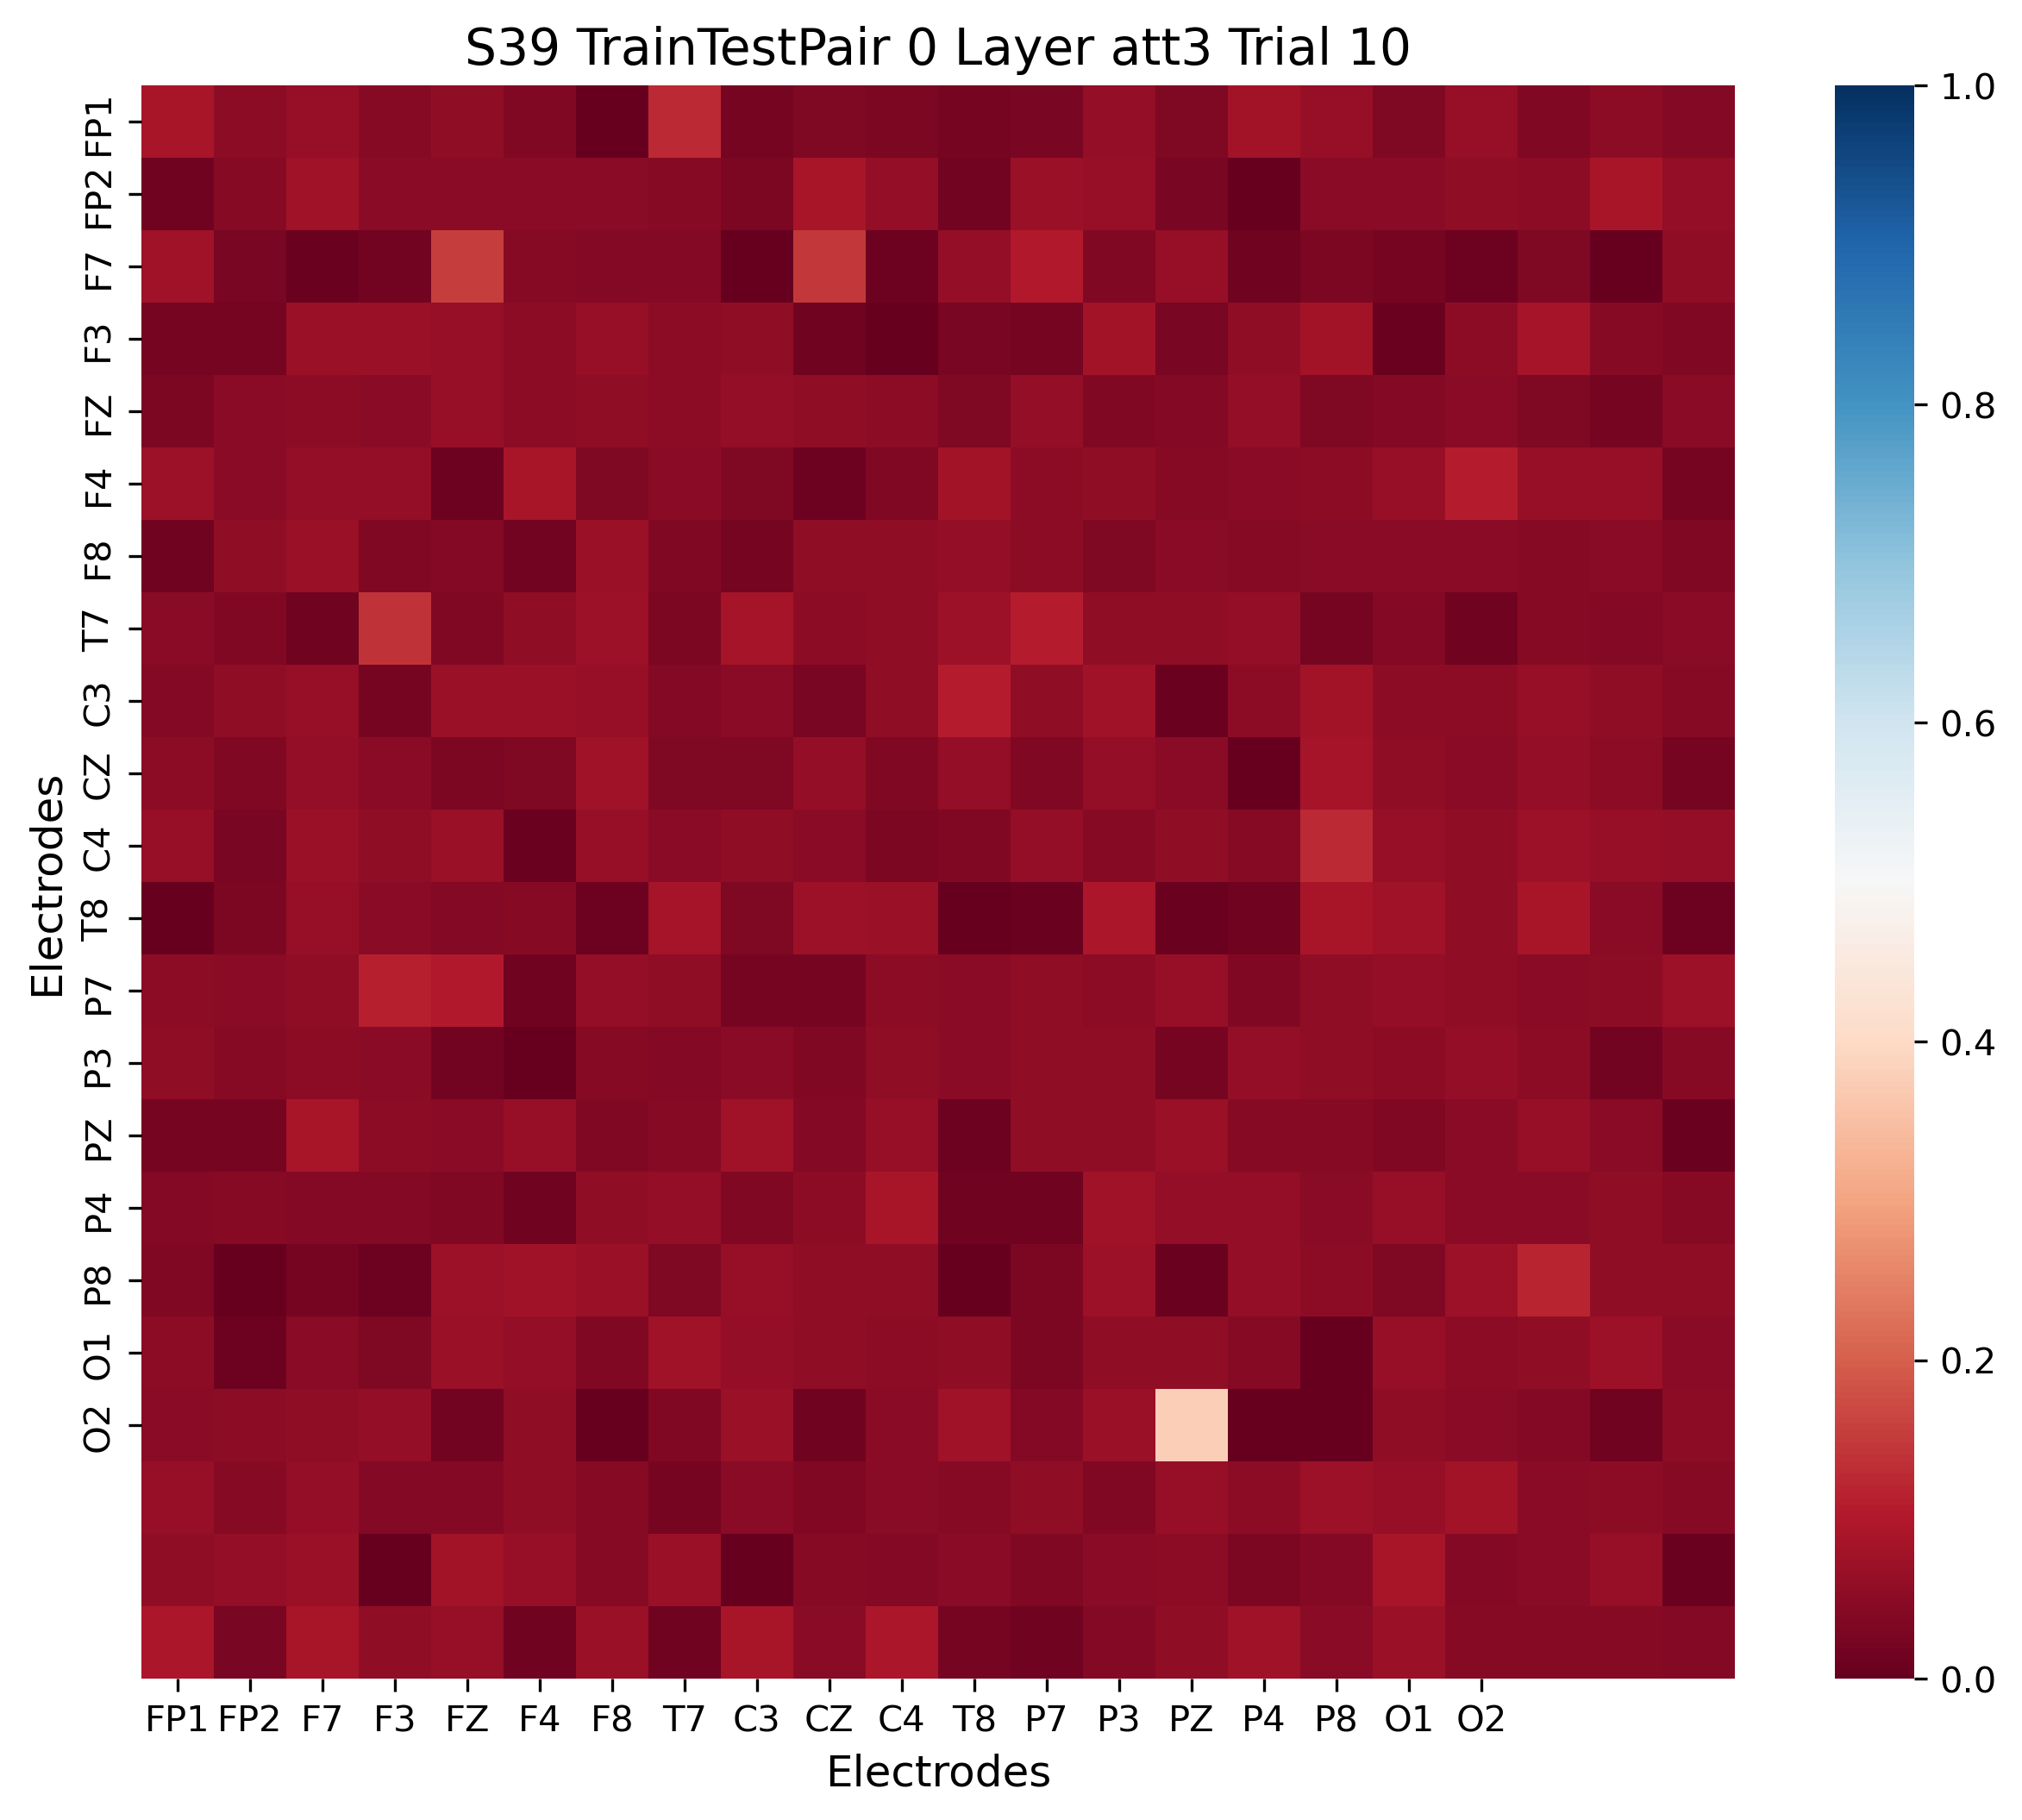 S39 TrainTestPair 0 Layer att3 Trial 10
Electrodes
FP1
FP2
F7
F3
FZ
F4
F8
T7
C3
CZ
C4
T8
P7
P3
PZ
P4
P8
O1
O2
FP1 FP2 F7 F3 FZ F4 F8 T7 C3 CZ C4 T8 P7 P3 PZ P4 P8 O1 O2
Electrodes
1.0
0.8
0.6
0.4
0.2
0.0